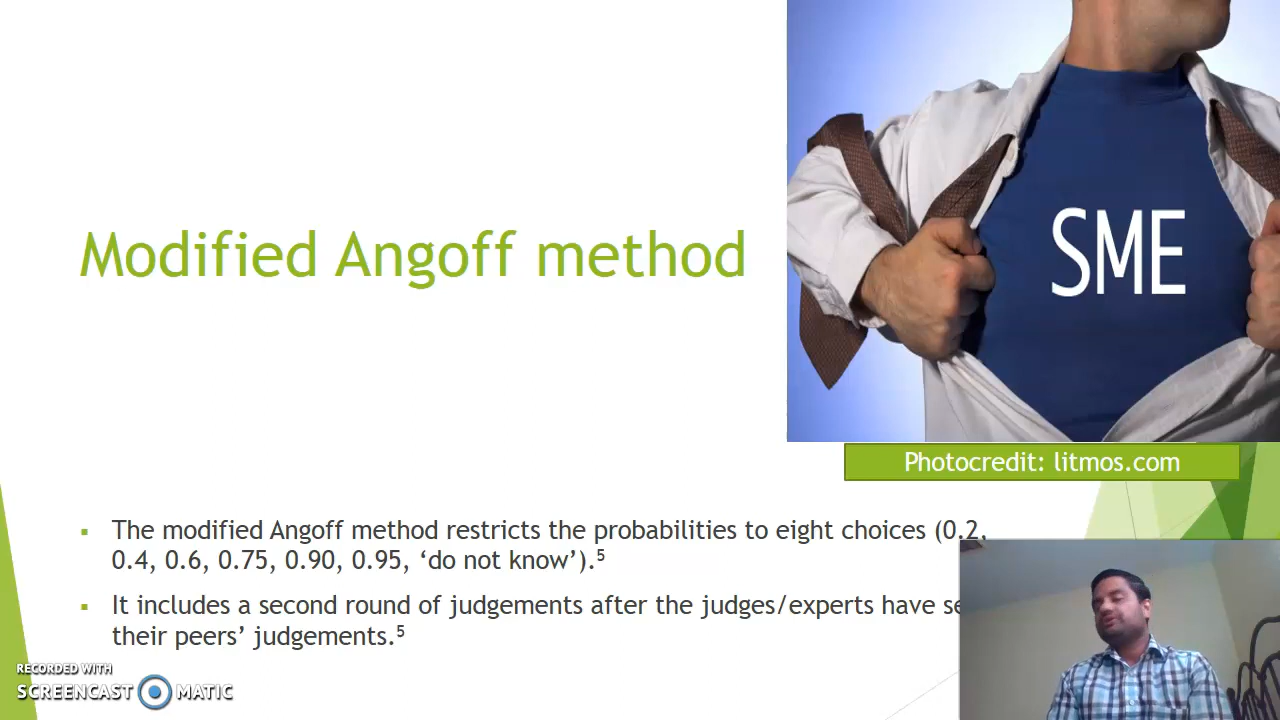 SME
Modified Angoff method
Photocredit: litmos.com
The modified Angoff method restricts the probabilities to eight choices (0.2,
0.4, 0.6, 0.75, 0.90, 0.95, ‘do not know’).⁵
It includes a second round of judgements after the judges/experts have
their peers’ judgements.⁵
RECORDED WITH
SCREENCAST MATIC